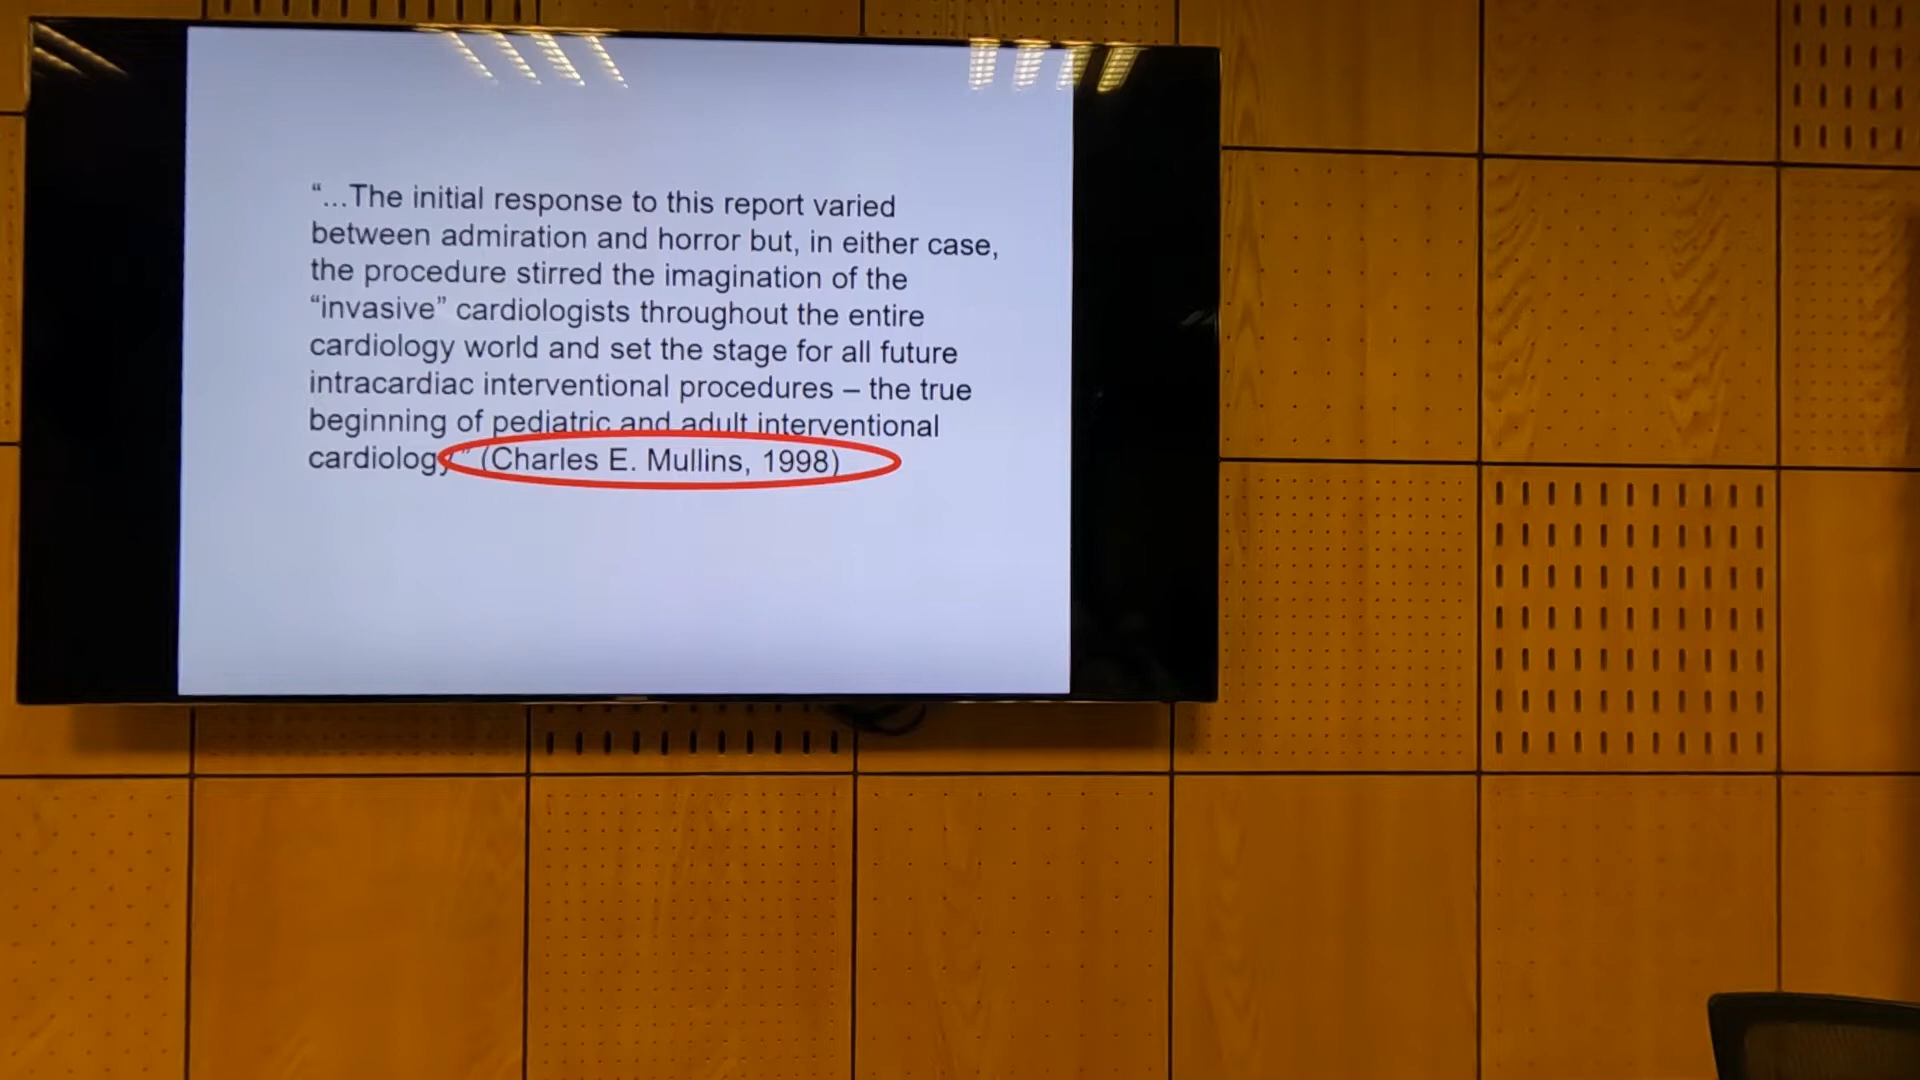 “...The initial response to this report varied
between admiration and horror but, in either case,
the procedure stirred the imagination of the
“invasive” cardiologists throughout the entire
cardiology world and set the stage for all future
intracardiac interventional procedures – the true
beginning of pediatric and adult interventional
cardiology” (Charles E. Mullins, 1998)